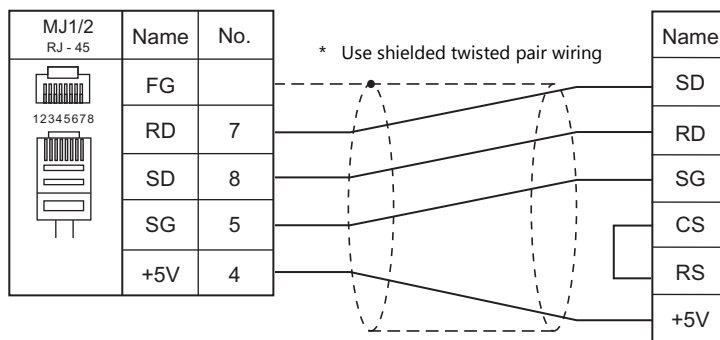 MJ1/2
RJ - 45
Name
No.
* Use shielded twisted pair wiring
Name
FG
SD
12345678
RD
7
RD
SD
8
SG
SG
5
CS
+5V
4
RS
+5V